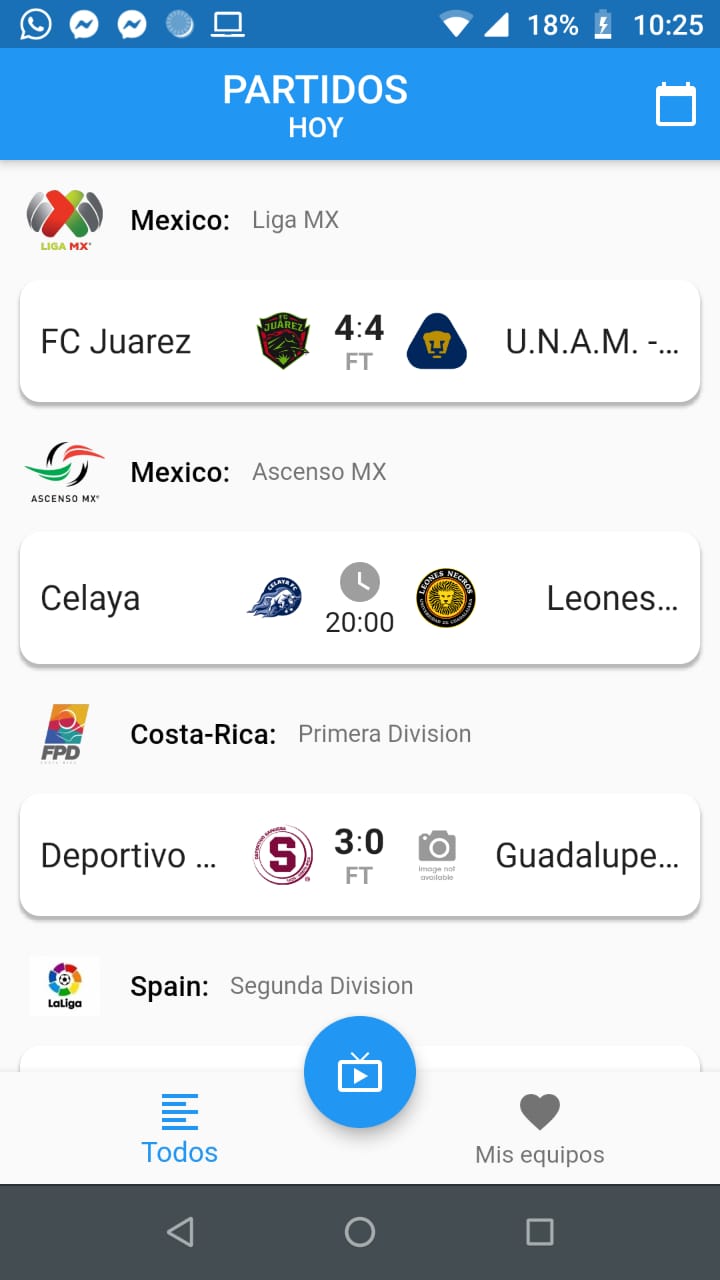 18% 10:25
PARTIDOS
HOY
LIGA MX
Mexico: Liga MX
FC Juarez FC JUÁREZ 4:4 U.N.A.M. -...
FT
ASCENSO MX
Mexico: Ascenso MX
Celaya CELAYA FC 20:00 LEONES NEGROS Leones...
FPD
Costa-Rica: Primera Division
Deportivo ... S 3:0 Guadalupe...
FT
Image not
available
LaLiga
Spain: Segunda Division
Todos
Mis equipos